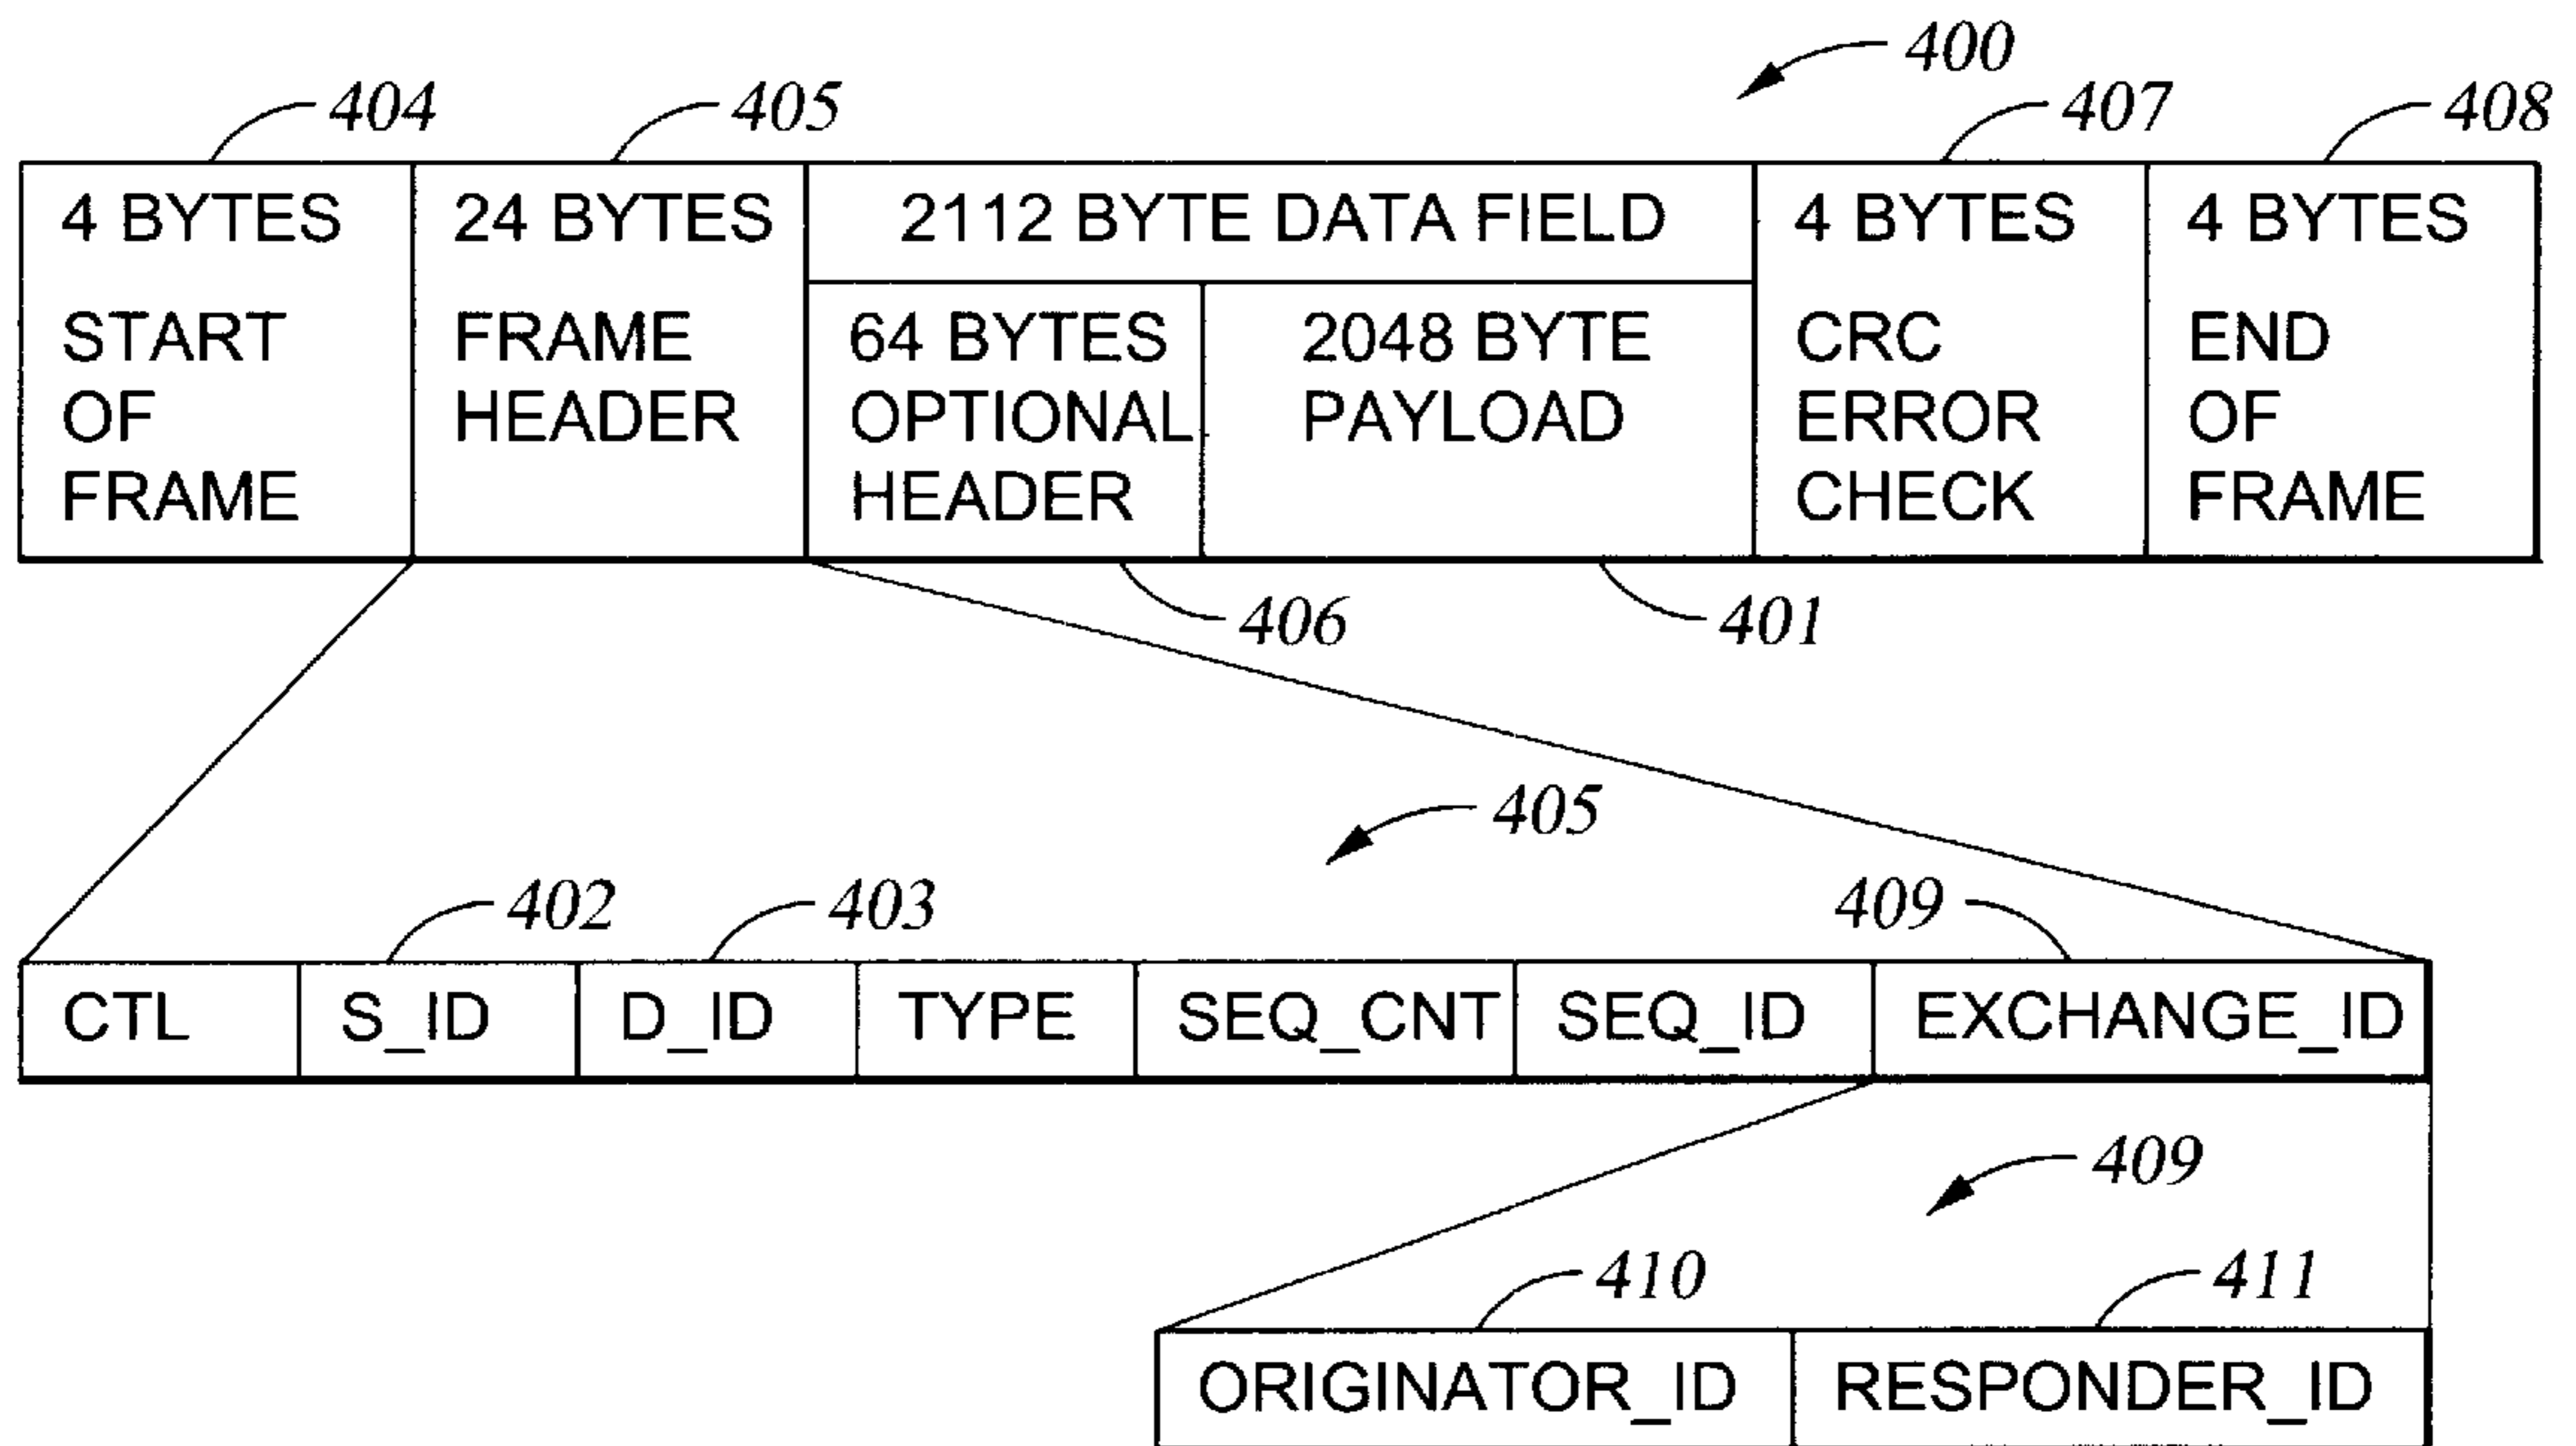 400
404
405
407
408
4 BYTES
START
OF
FRAME
24 BYTES
FRAME
HEADER
2112 BYTE DATA FIELD
64 BYTES
OPTIONAL
HEADER
2048 BYTE
PAYLOAD
4 BYTES
CRC
ERROR
CHECK
4 BYTES
END
OF
FRAME
406
401
405
402
403
409
CTL
S_ID
D_ID
TYPE
SEQ_CNT
SEQ_ID
EXCHANGE_ID
409
410
411
ORIGINATOR_ID
RESPONDER_ID